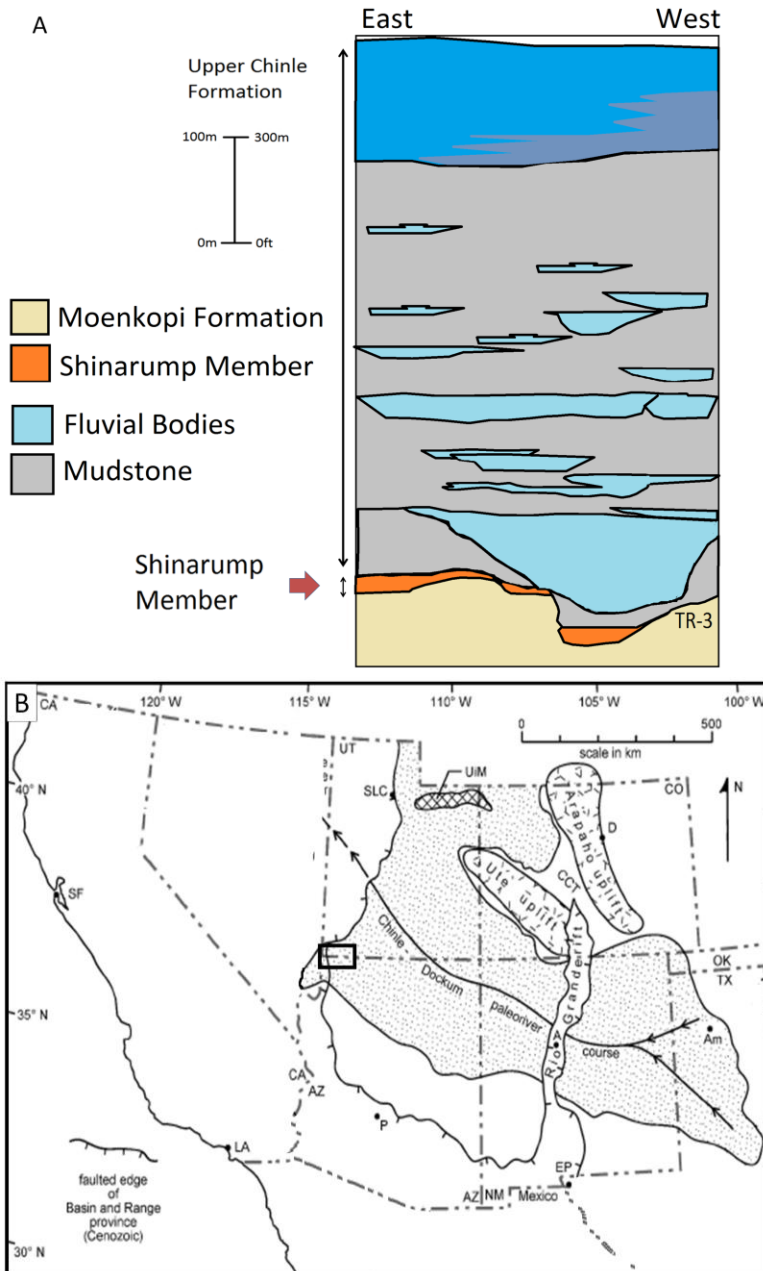 A
East
West
Upper Chinle
Formation
100m
300m
0m
0ft
Moenkopi Formation
Shinarump Member
Fluvial Bodies
Mudstone
Shinarump
Member
TR-3
B
CA
120° W
115° W
110° W
105° W
100° W
0
500
scale in km
UT
UiM
CO
N
40° N
SLC
Arapaho uplift
D
SF
Ute uplift
CCT
Chinle
Dockum
paleoriver
course
Rio Grande rift
A
OK
TX
Am
35° N
CA
AZ
P
LA
EP
faulted edge
of
Basin and Range
province
(Cenozoic)
AZ
NM
Mexico
30° N